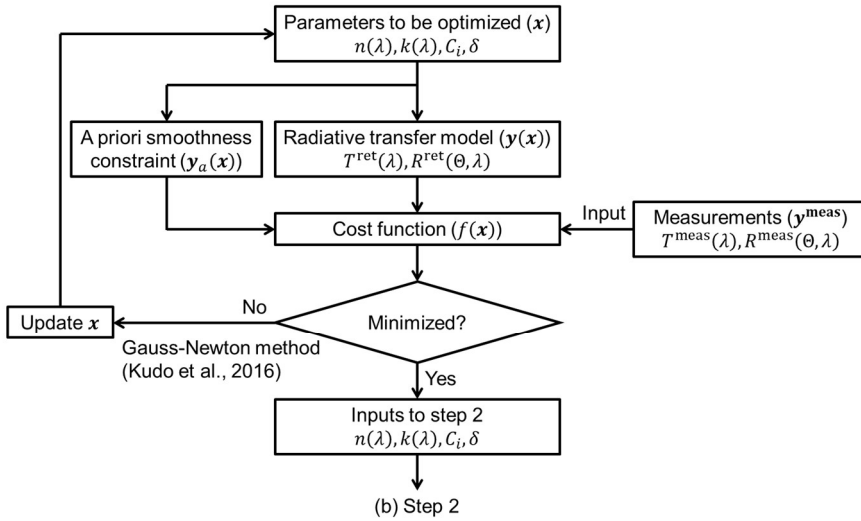 Parameters to be optimized (x)
n(λ), k(λ), C_i, δ
A priori smoothness
constraint (y_a(x))
Radiative transfer model (y(x))
T^ret(λ), R^ret(Θ, λ)
Cost function (f(x))
Input
Measurements (y^meas)
T^meas(λ), R^meas(Θ, λ)
Minimized?
No
Update x
Gauss-Newton method
(Kudo et al., 2016)
Yes
Inputs to step 2
n(λ), k(λ), C_i, δ
(b) Step 2